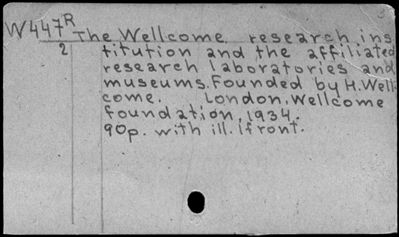 W447R The Wellcome research ins
2 titution and the affiliated
research laboratories and
museums. Founded by H. Well-
come. London, Wellcome
foundation, 1934.
90p. with ill. 1 front.